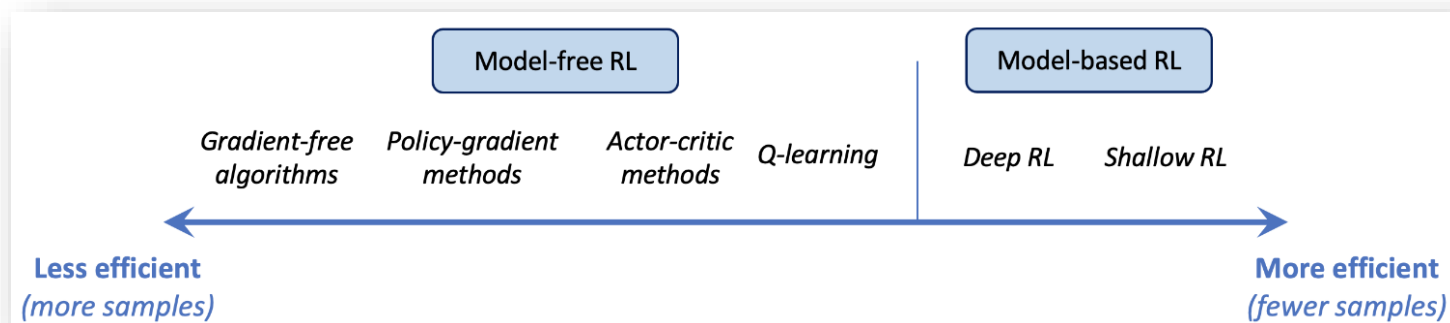 Model-free RL
Model-based RL
Gradient-free
algorithms
Policy-gradient
methods
Actor-critic
methods
Q-learning
Deep RL
Shallow RL
Less efficient
(more samples)
More efficient
(fewer samples)